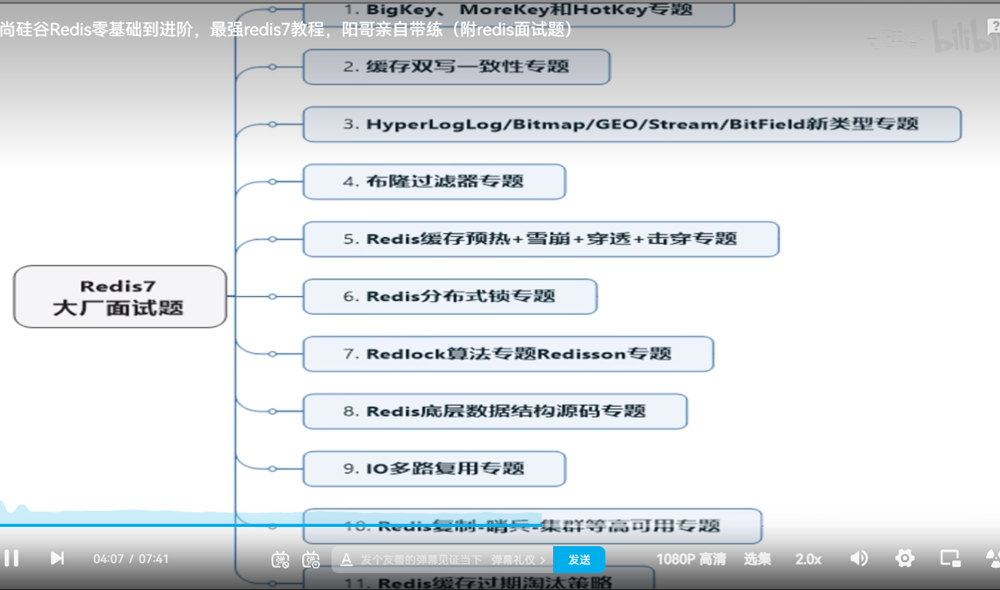 1. BigKey、MoreKey和HotKey专题
尚硅谷Redis零基础到进阶，最强redis7教程，阳哥亲自带练（附redis面试题）
bilibili
2. 缓存双写一致性专题
3. HyperLogLog/Bitmap/GEO/Stream/BitField新类型专题
4. 布隆过滤器专题
5. Redis缓存预热+雪崩+穿透+击穿专题
Redis7
大厂面试题
6. Redis分布式锁专题
7. Redlock算法专题Redisson专题
8. Redis底层数据结构源码专题
9. IO多路复用专题
10. Redis复制-哨兵-集群等高可用专题
04:07 / 07:41
弹
弹
A 发个友善的弹幕见证当下 弹幕礼仪 >
发送
1080P 高清
选集
2.0x
11. Redis缓存过期淘汰策略